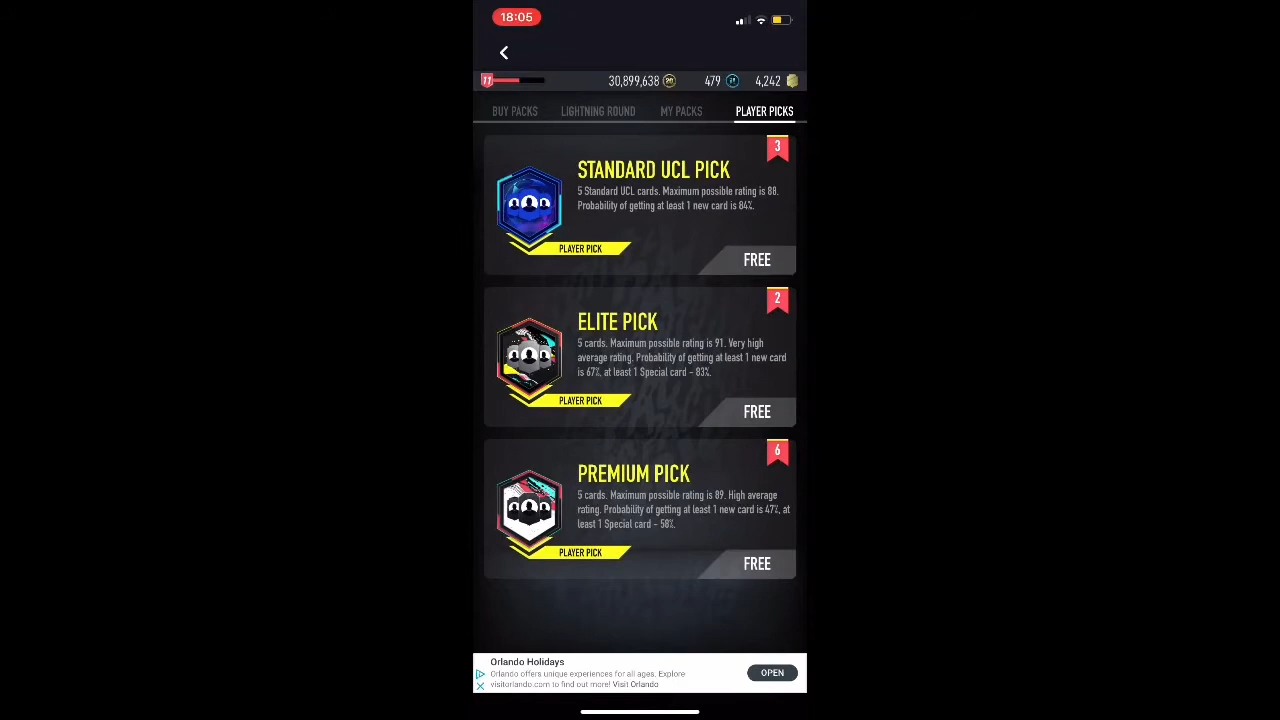 18:05
11
30,899,638 479 4,242
BUY PACKS LIGHTNING ROUND MY PACKS PLAYER PICKS
3
STANDARD UCL PICK
5 Standard UCL cards. Maximum possible rating is 88.
Probability of getting at least 1 new card is 84%.
PLAYER PICK
FREE
2
ELITE PICK
5 cards. Maximum possible rating is 91. Very high
average rating. Probability of getting at least 1 new card
is 67%, at least 1 Special card - 83%.
PLAYER PICK
FREE
6
PREMIUM PICK
5 cards. Maximum possible rating is 89. High average
rating. Probability of getting at least 1 new card is 47%, at
least 1 Special card - 58%.
PLAYER PICK
FREE
Orlando Holidays
Orlando offers unique experiences for all ages. Explore
visitorlando.com to find out more! Visit Orlando
OPEN